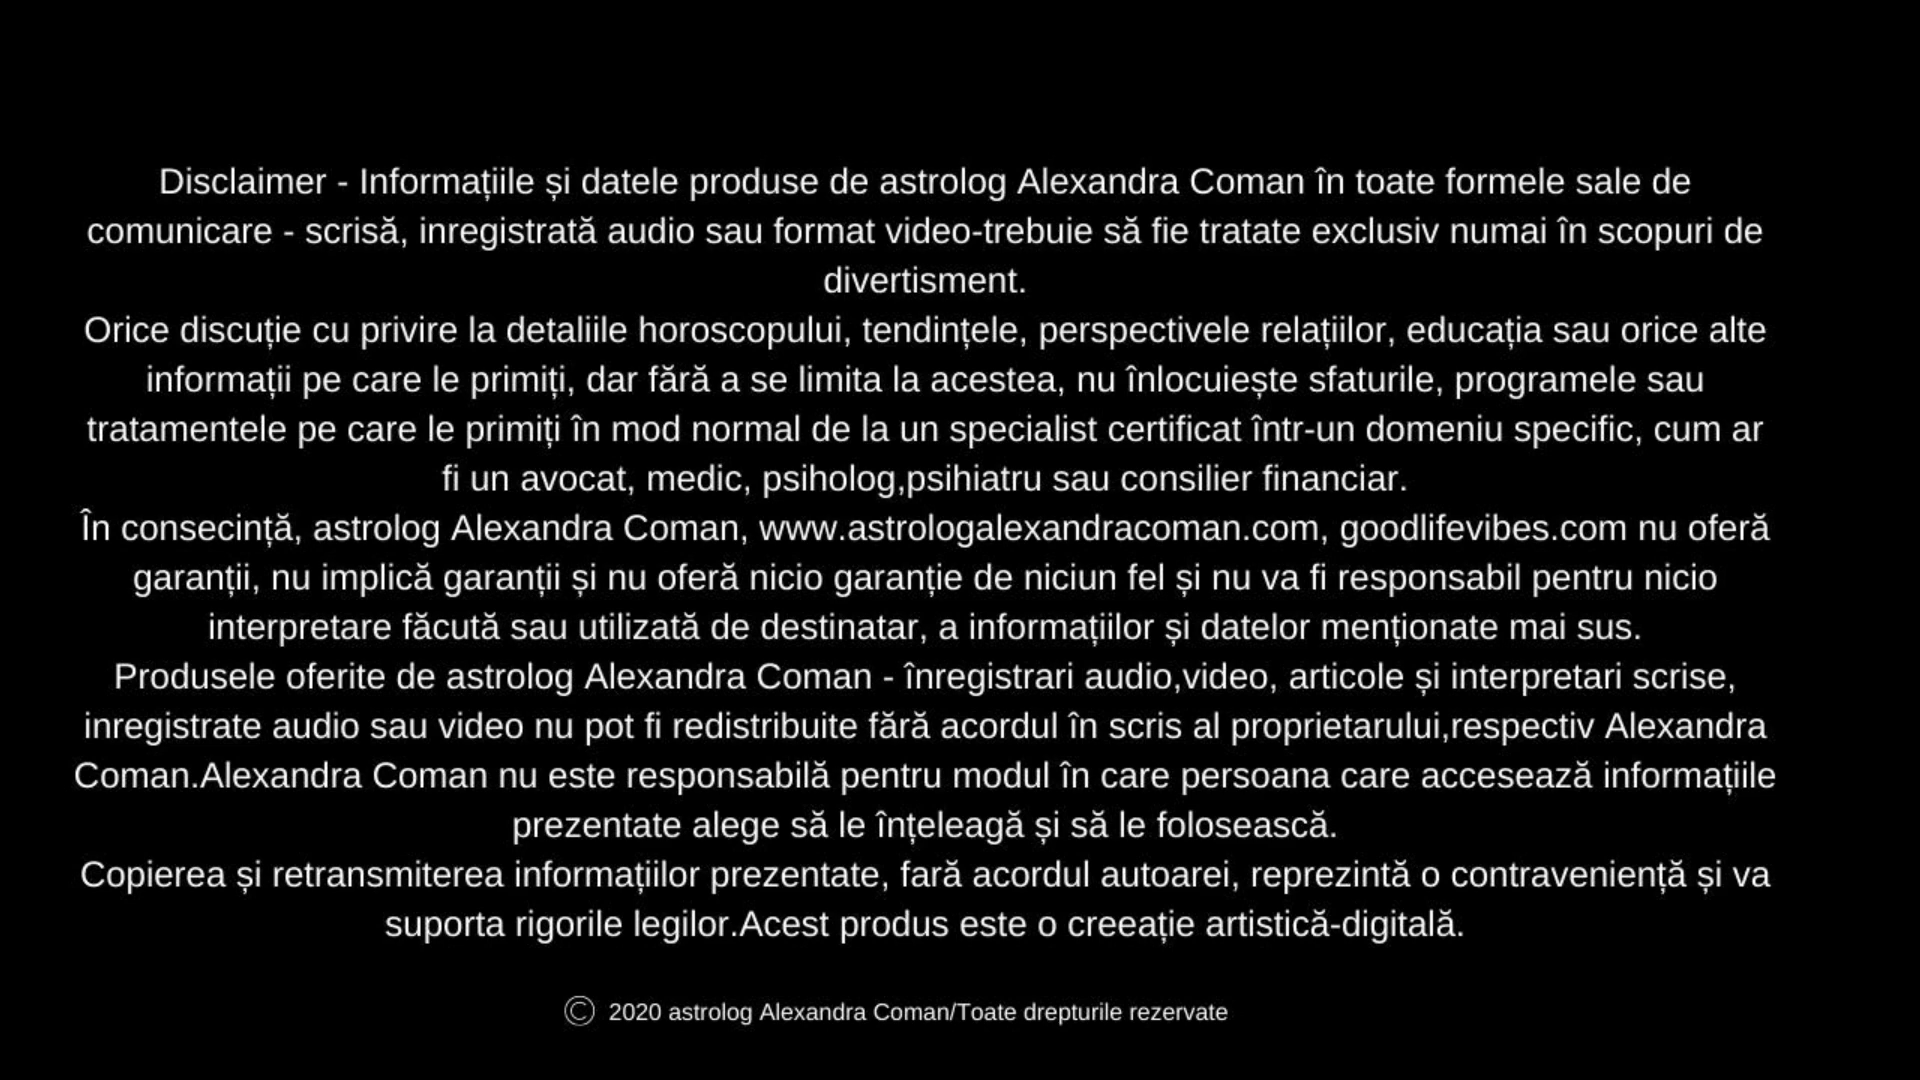 Disclaimer - Informațiile și datele produse de astrolog Alexandra Coman în toate formele sale de
comunicare - scrisă, inregistrată audio sau format video-trebuie să fie tratate exclusiv numai în scopuri de
divertisment.
Orice discuție cu privire la detaliile horoscopului, tendințele, perspectivele relațiilor, educația sau orice alte
informații pe care le primiți, dar fără a se limita la acestea, nu înlocuiește sfaturile, programele sau
tratamentele pe care le primiți în mod normal de la un specialist certificat într-un domeniu specific, cum ar
fi un avocat, medic, psiholog,psihiatru sau consilier financiar.
În consecință, astrolog Alexandra Coman, www.astrologalexandracoman.com, goodlifevibes.com nu oferă
garanții, nu implică garanții și nu oferă nicio garanție de niciun fel și nu va fi responsabil pentru nicio
interpretare făcută sau utilizată de destinatar, a informațiilor și datelor menționate mai sus.
Produsele oferite de astrolog Alexandra Coman - înregistrari audio,video, articole și interpretari scrise,
inregistrate audio sau video nu pot fi redistribuite fără acordul în scris al proprietarului,respectiv Alexandra
Coman.Alexandra Coman nu este responsabilă pentru modul în care persoana care accesează informațiile
prezentate alege să le înțeleagă și să le folosească.
Copierea și retransmiterea informațiilor prezentate, fară acordul autoarei, reprezintă o contraveniență și va
suporta rigorile legilor.Acest produs este o creeație artistică-digitală.
© 2020 astrolog Alexandra Coman/Toate drepturile rezervate